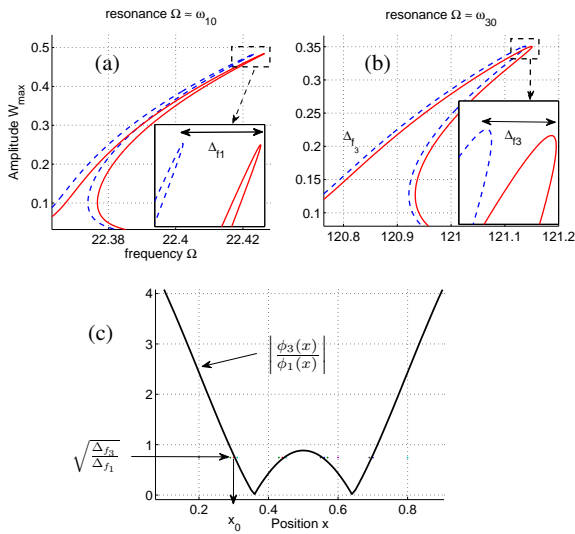 resonance Ω = ω10
resonance Ω = ω30
Amplitude Wmax
0.5
0.4
0.3
0.2
0.1
(a)
Δf1
22.38
22.4
22.42
frequency Ω
0.35
0.3
0.25
0.2
0.15
(b)
Δf3
Δf3
120.8
120.9
121
121.1
121.2
(c)
4
3
2
1
0
|ϕ3(x)/ϕ1(x)|
√(Δf3/Δf1)
0.2
0.4
0.6
0.8
x0
Position x